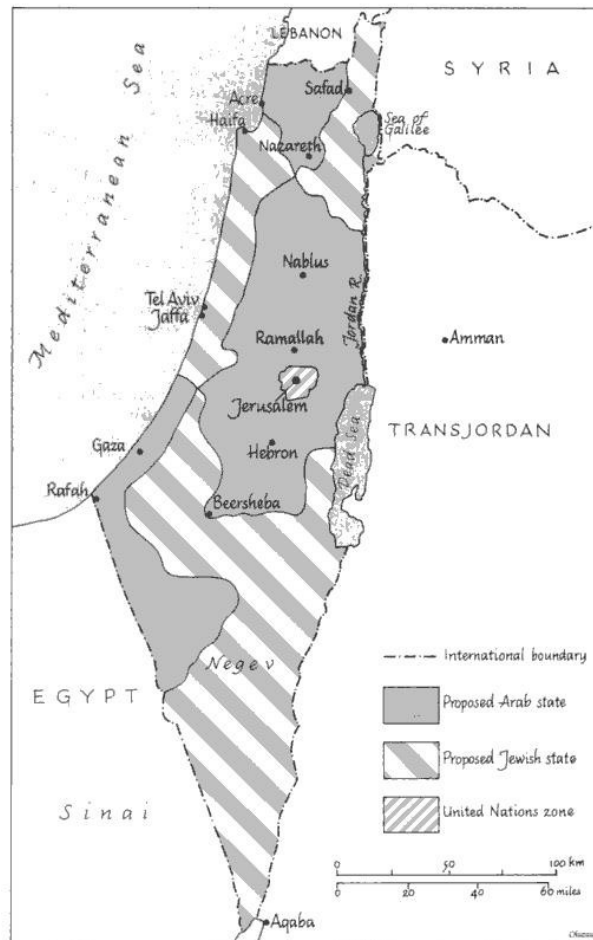 LEBANON
SYRIA
Mediterranean Sea
Acre
Safad
Haifa
Sea of
Galilee
Nazareth
Nablus
Tel Aviv
Jaffa
Jordan R.
Ramallah
Amman
Jerusalem
TRANSJORDAN
Gaza
Hebron
Dead Sea
Rafah
Beersheba
Negev
International boundary
EGYPT
Proposed Arab state
Proposed Jewish state
Sinai
United Nations zone
0 50 100 km
0 20 40 60 miles
Aqaba